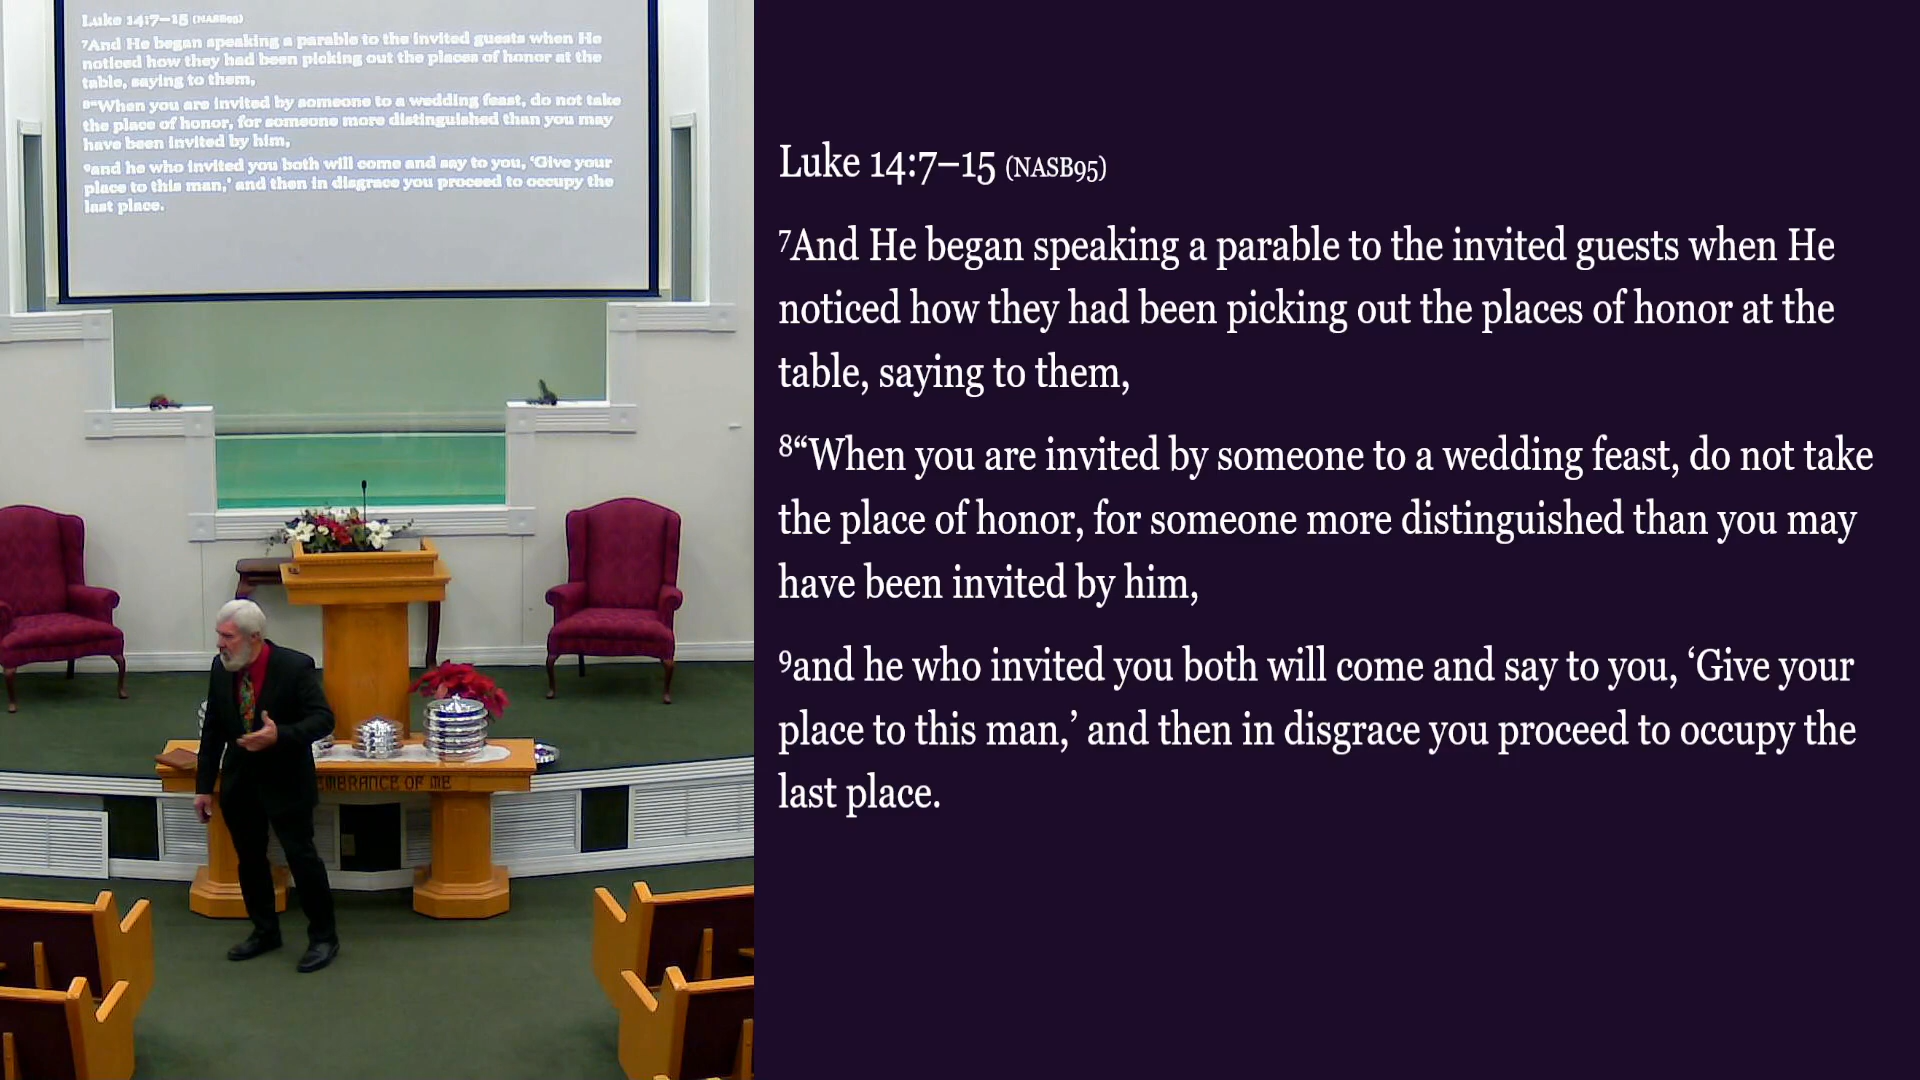 Luke 14:7–15 (NASB95)
7And He began speaking a parable to the invited guests when He
noticed how they had been picking out the places of honor at the
table, saying to them,
8“When you are invited by someone to a wedding feast, do not take
the place of honor, for someone more distinguished than you may
have been invited by him,
9and he who invited you both will come and say to you, ‘Give your
place to this man,’ and then in disgrace you proceed to occupy the
last place.
EMBRANCE OF ME
Luke 14:7–15 (NASB95)
7And He began speaking a parable to the invited guests when He
noticed how they had been picking out the places of honor at the
table, saying to them,
8“When you are invited by someone to a wedding feast, do not take
the place of honor, for someone more distinguished than you may
have been invited by him,
9and he who invited you both will come and say to you, ‘Give your
place to this man,’ and then in disgrace you proceed to occupy the
last place.